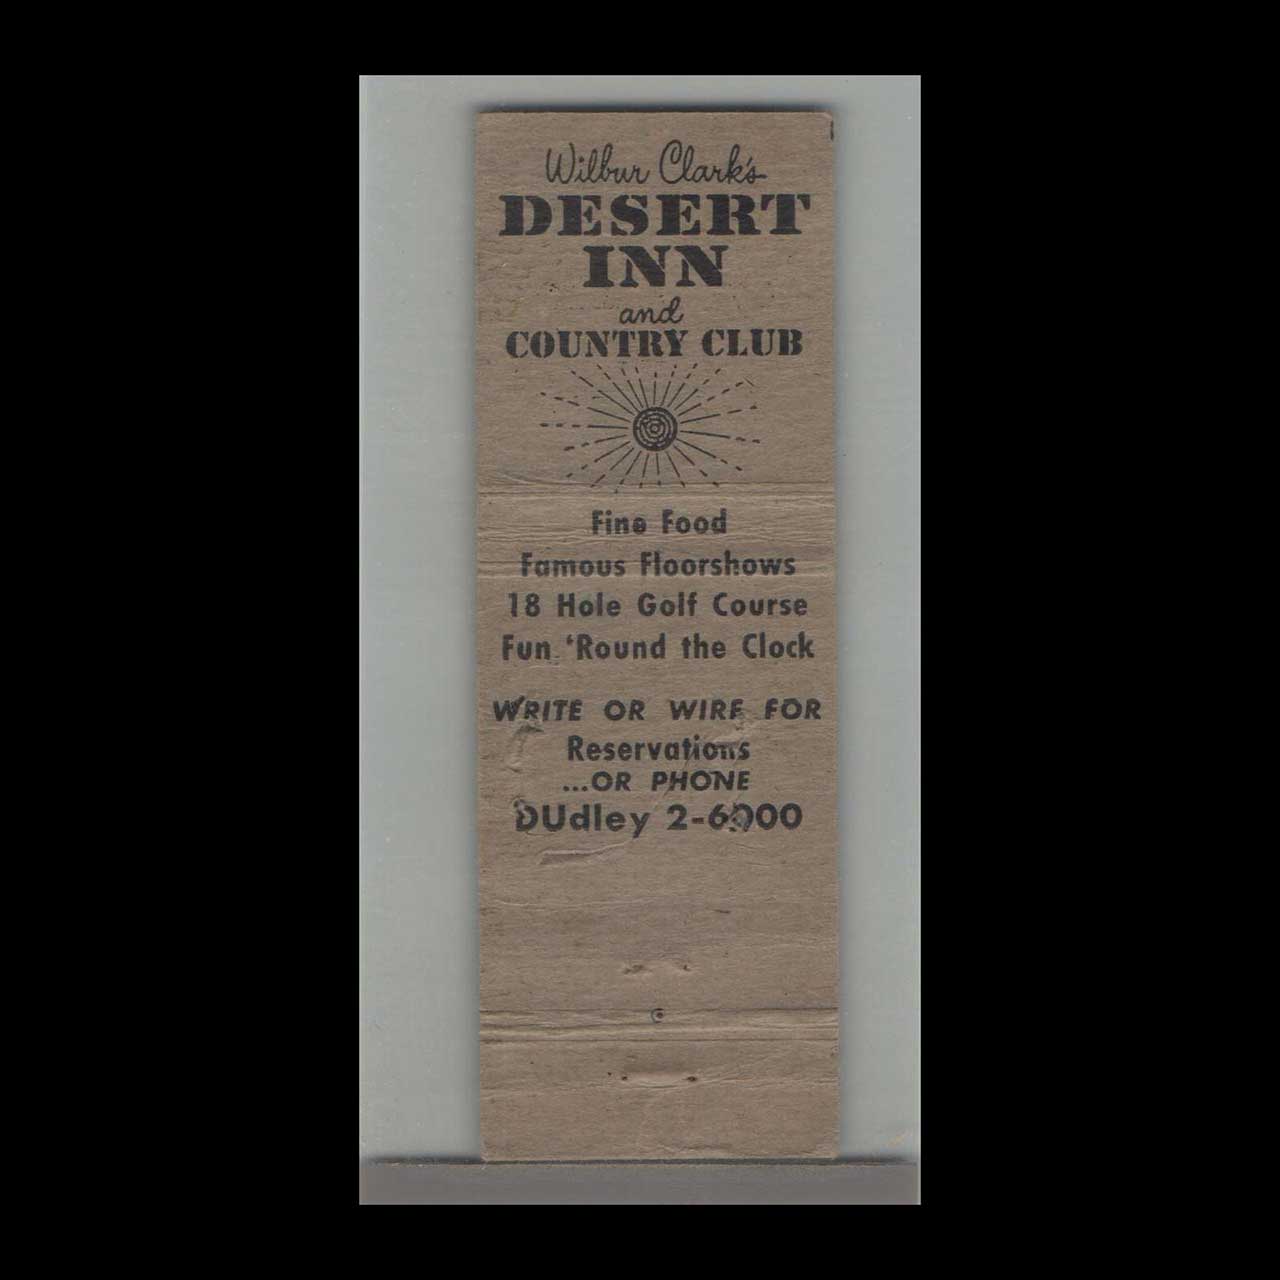 Wilbur Clark's
DESERT
INN
and
COUNTRY CLUB
Fine Food
Famous Floorshows
18 Hole Golf Course
Fun 'Round the Clock
WRITE OR WIRE FOR
Reservations
...OR PHONE
DUdley 2-6000